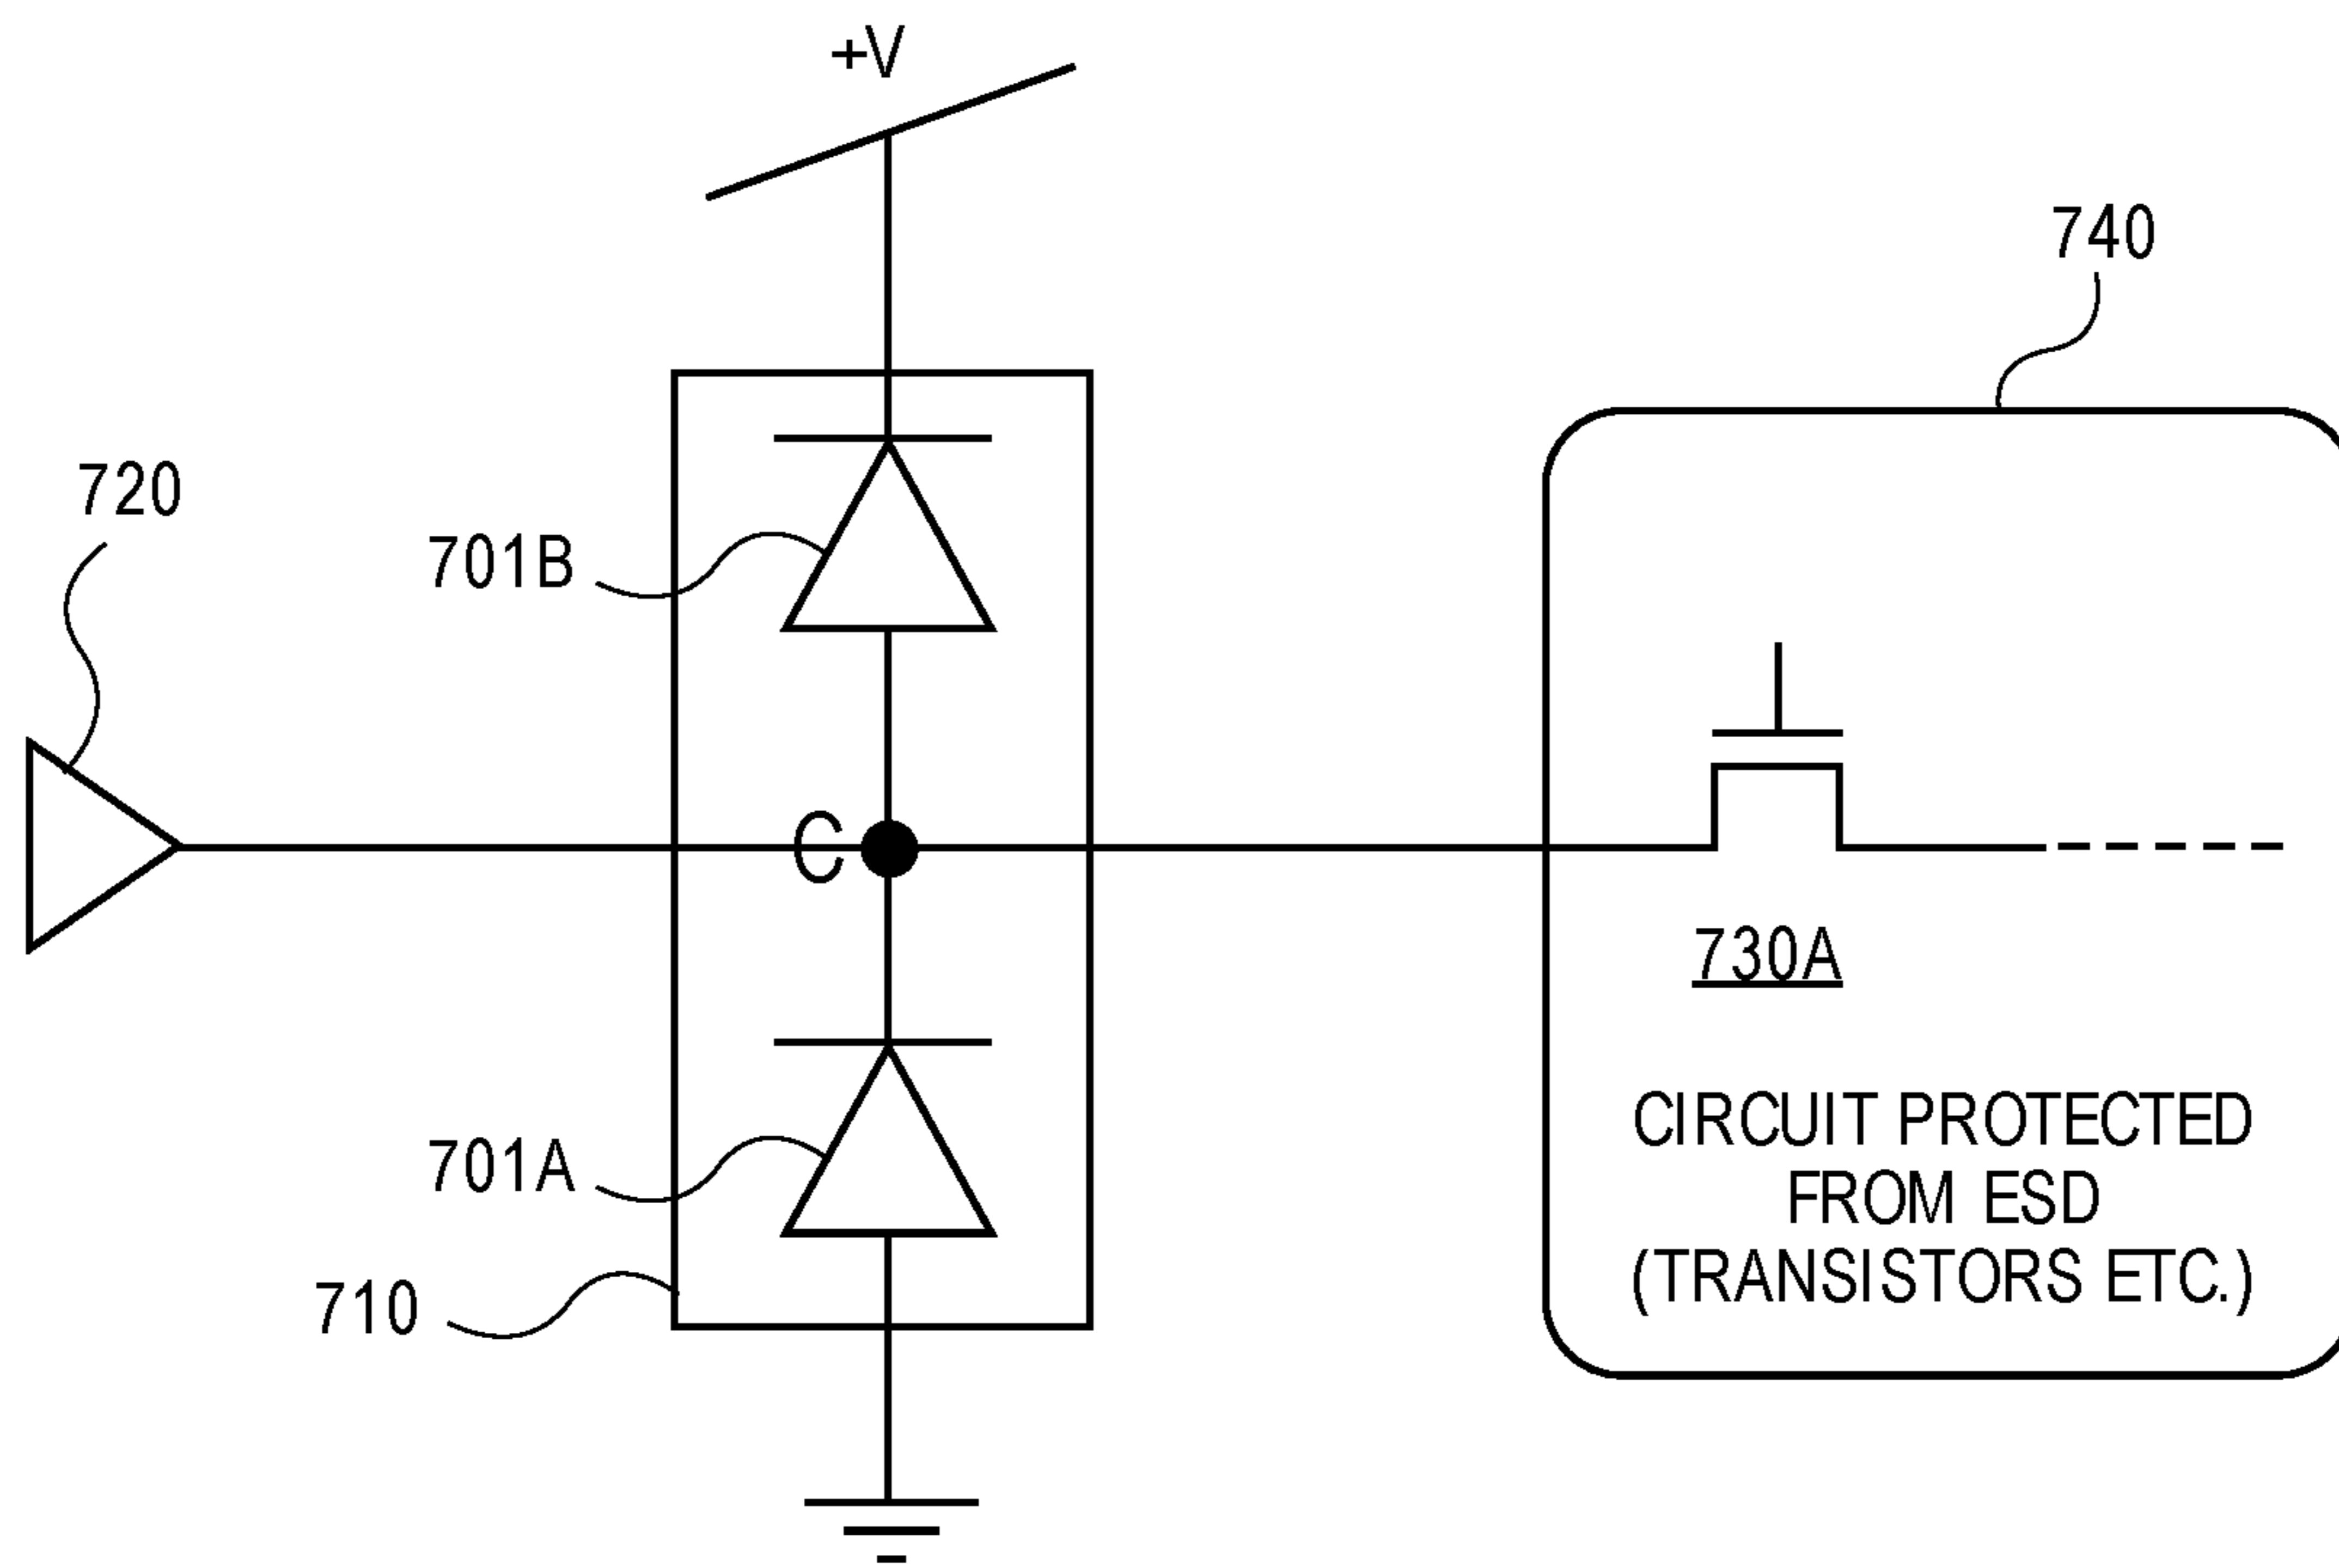 +V
740
720
701B
C
730A
CIRCUIT PROTECTED
FROM ESD
(TRANSISTORS ETC.)
701A
710